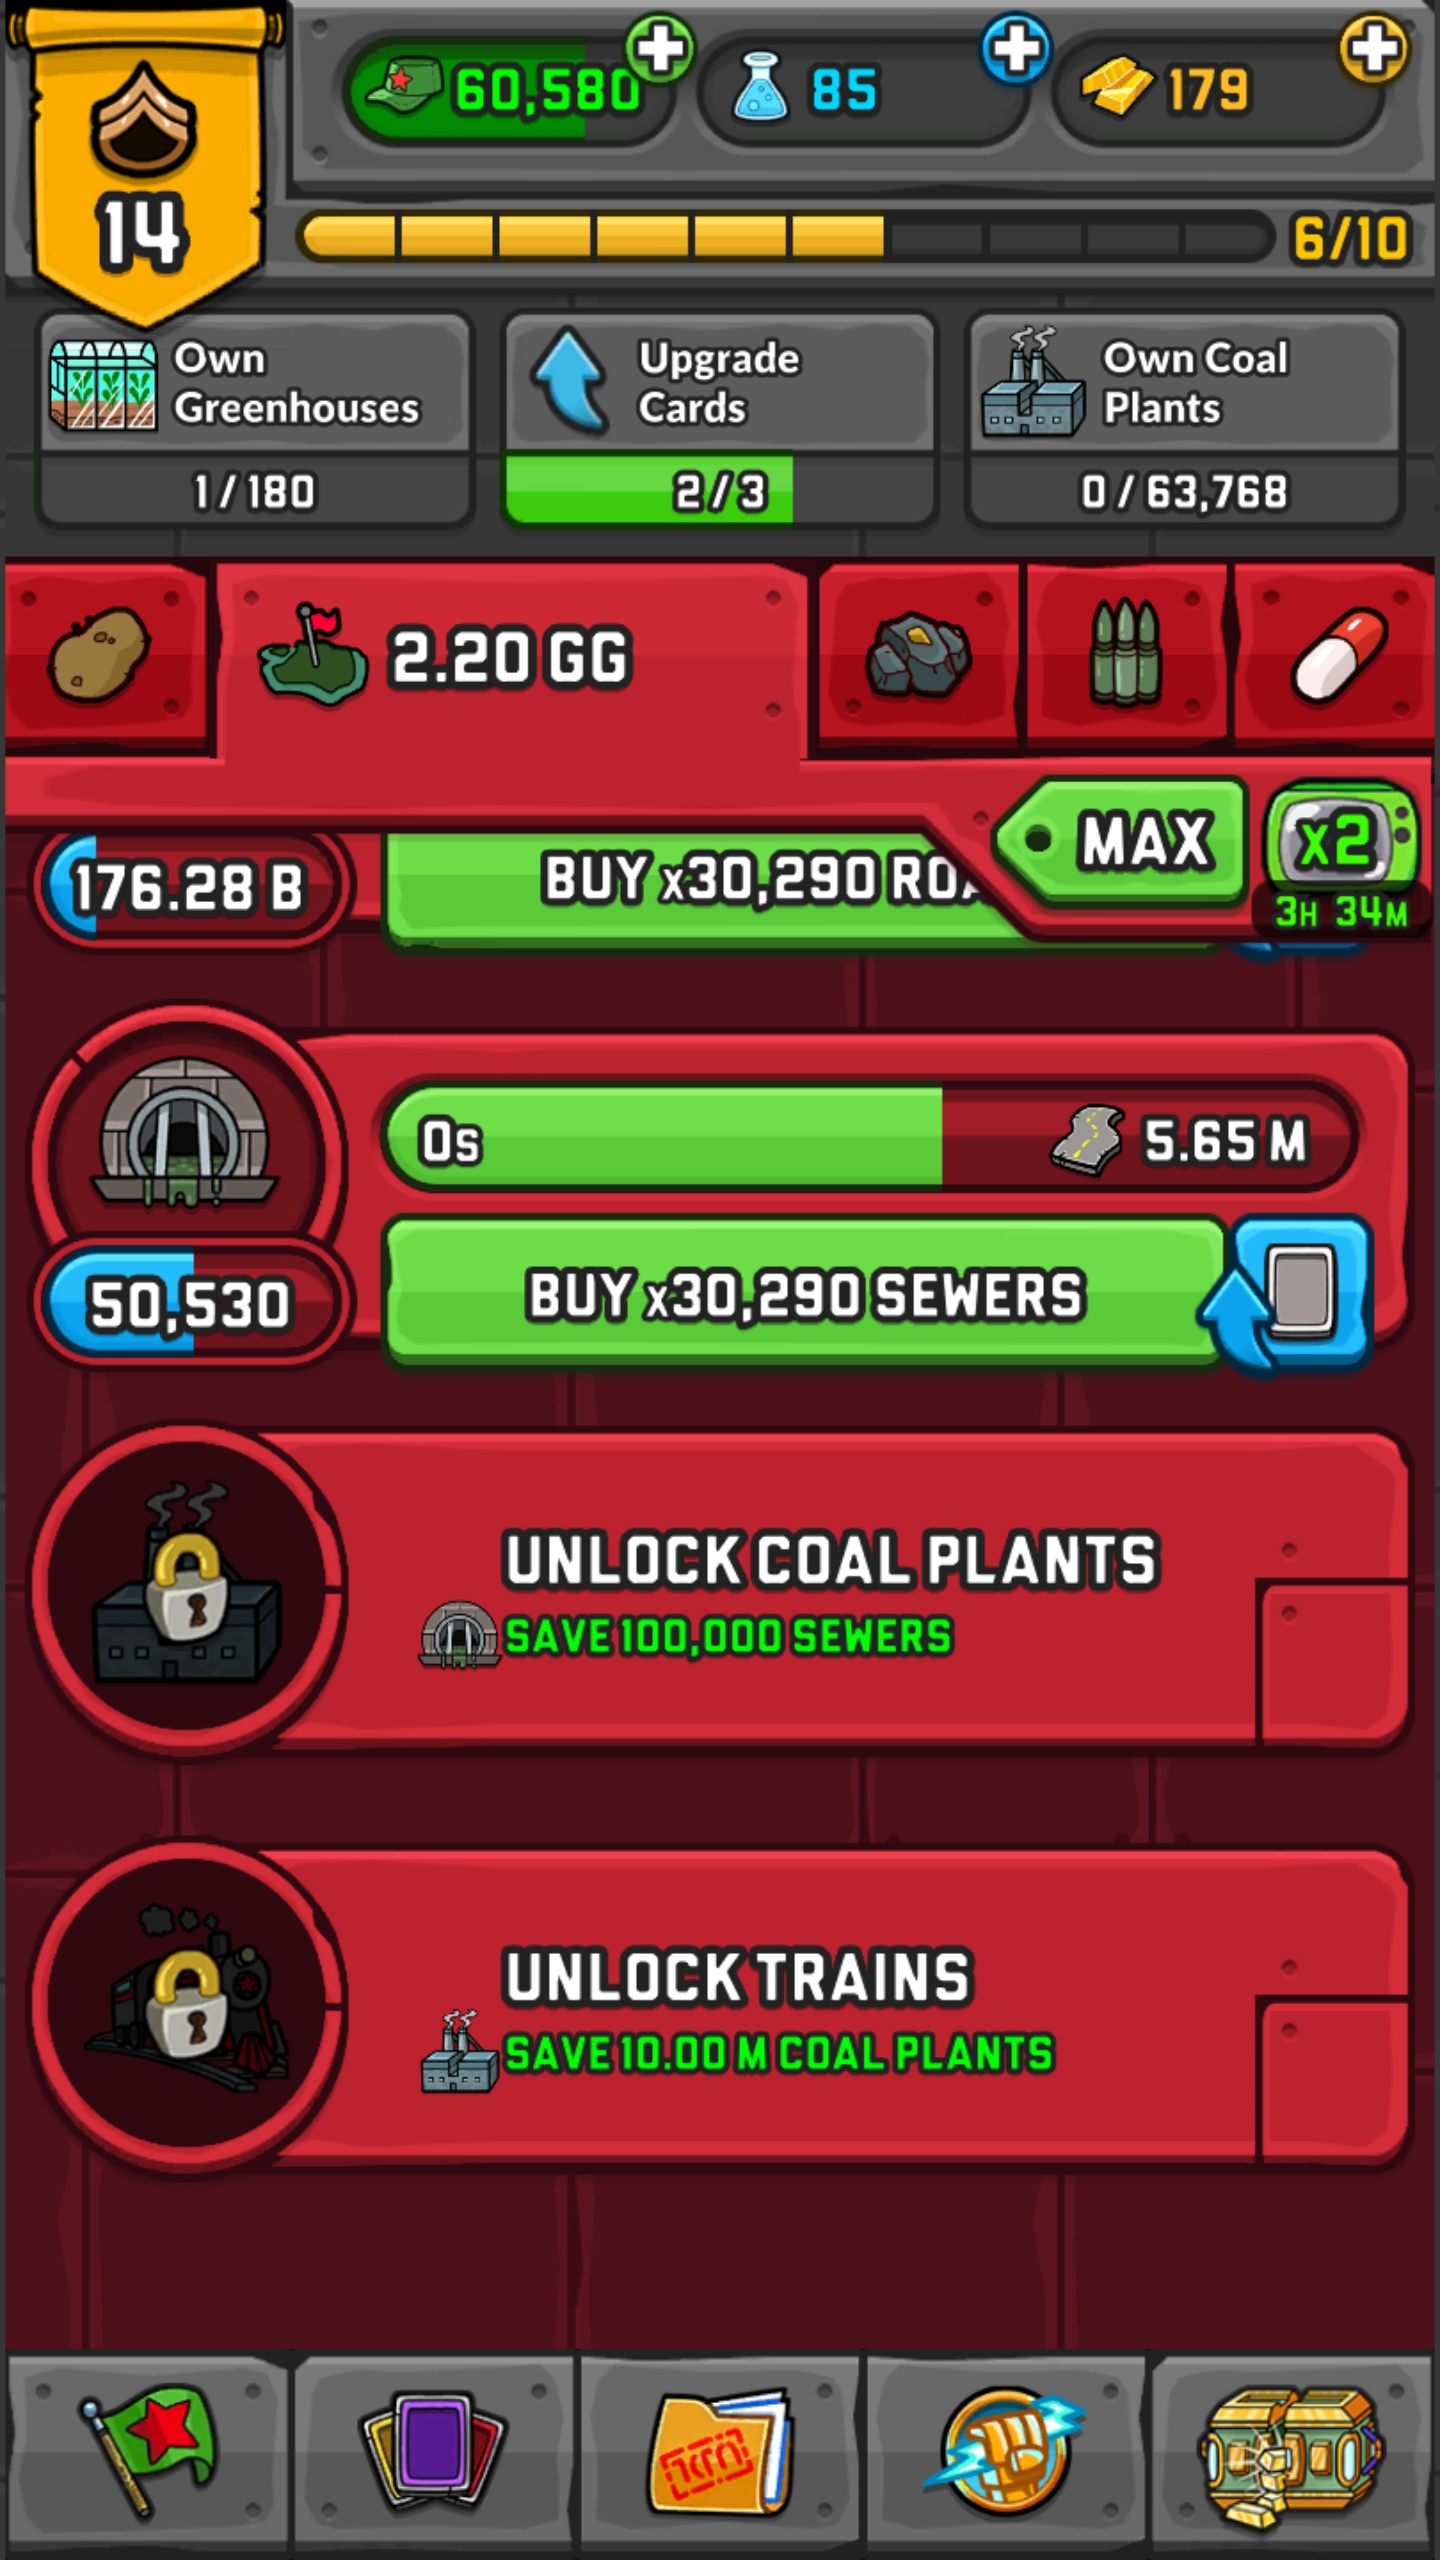 60,580
85
179
14
6/10
Own
Greenhouses
1/180
Upgrade
Cards
2/3
Own Coal
Plants
0/63,768
2.20 GG
MAX
x2
3H 34M
176.28 B
BUY x30,290
0s
5.65 M
50,530
BUY x30,290 SEWERS
UNLOCK COAL PLANTS
SAVE 100,000 SEWERS
UNLOCK TRAINS
SAVE 10.00 M COAL PLANTS